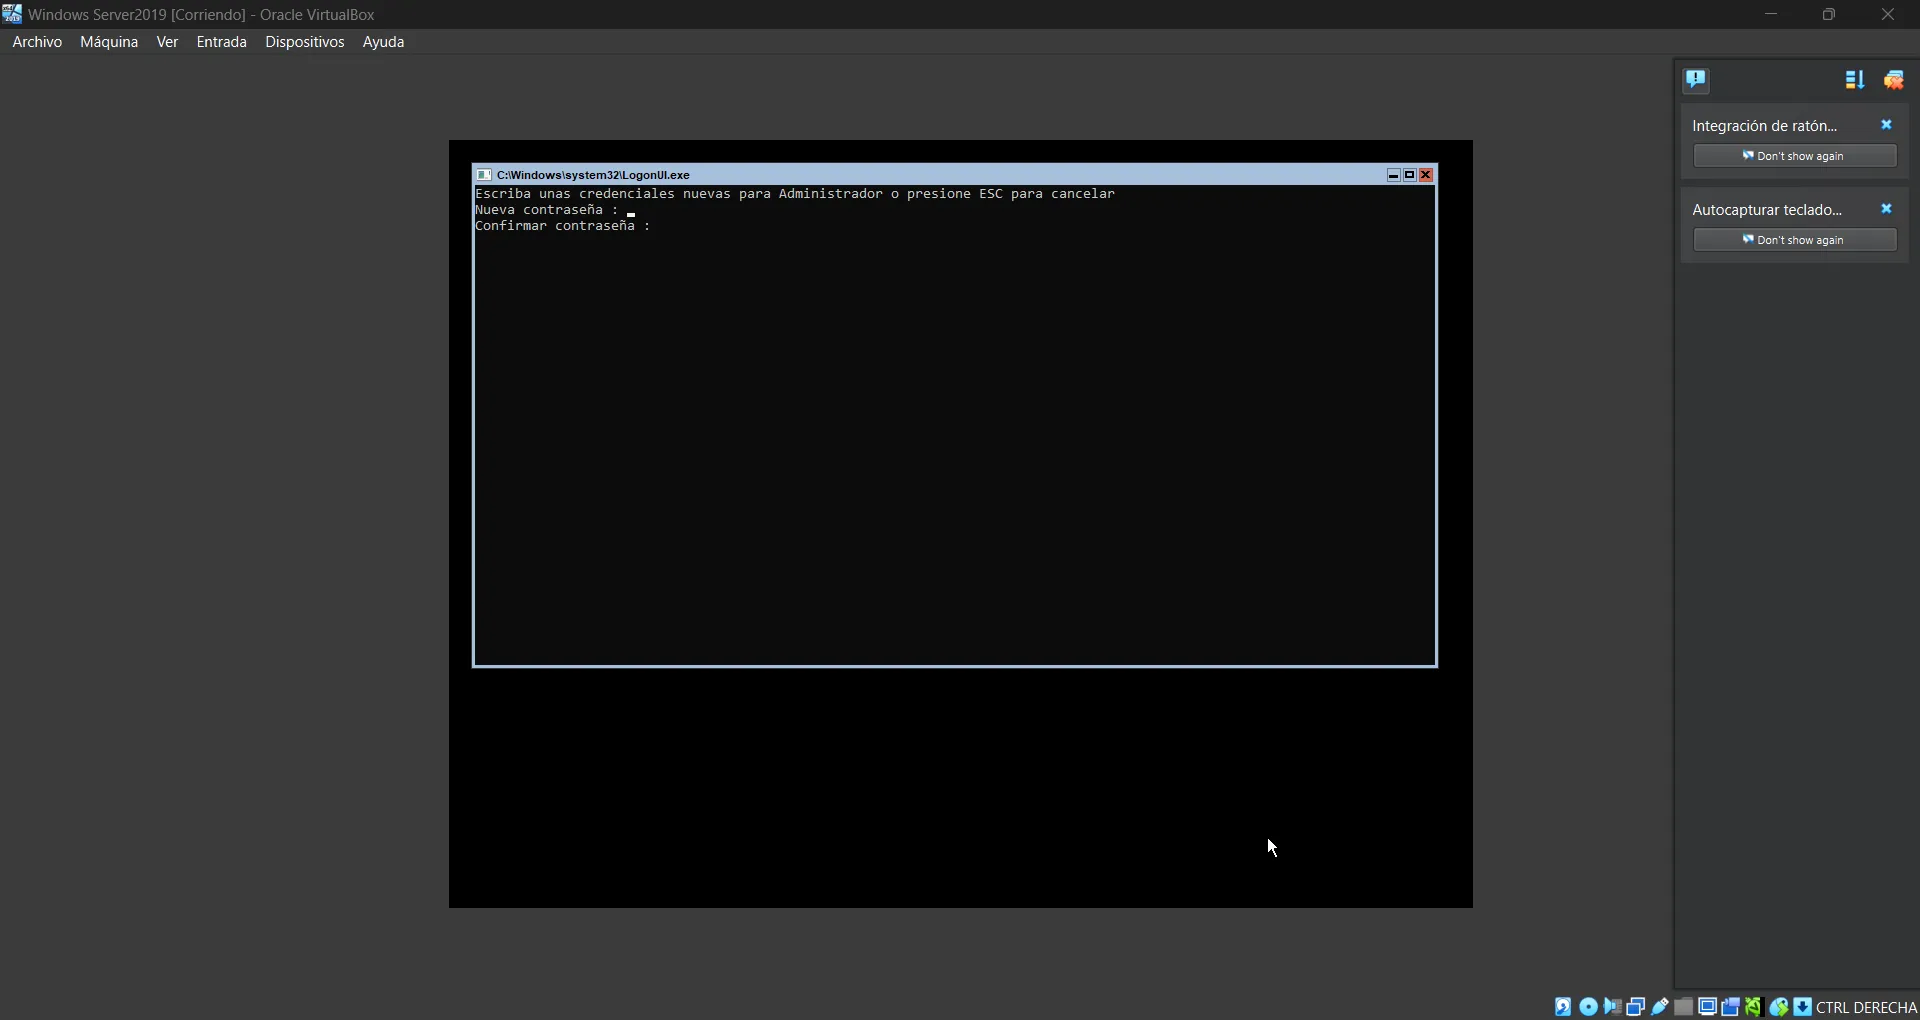 Windows Server2019 [Corriendo] - Oracle VirtualBox
Archivo Máquina Ver Entrada Dispositivos Ayuda
Integración de ratón...
Don't show again
Autocapturar teclado...
Don't show again
C:\Windows\system32\LogonUI.exe
Escriba unas credenciales nuevas para Administrador o presione ESC para cancelar
Nueva contraseña :
Confirmar contraseña :
CTRL DERECHA